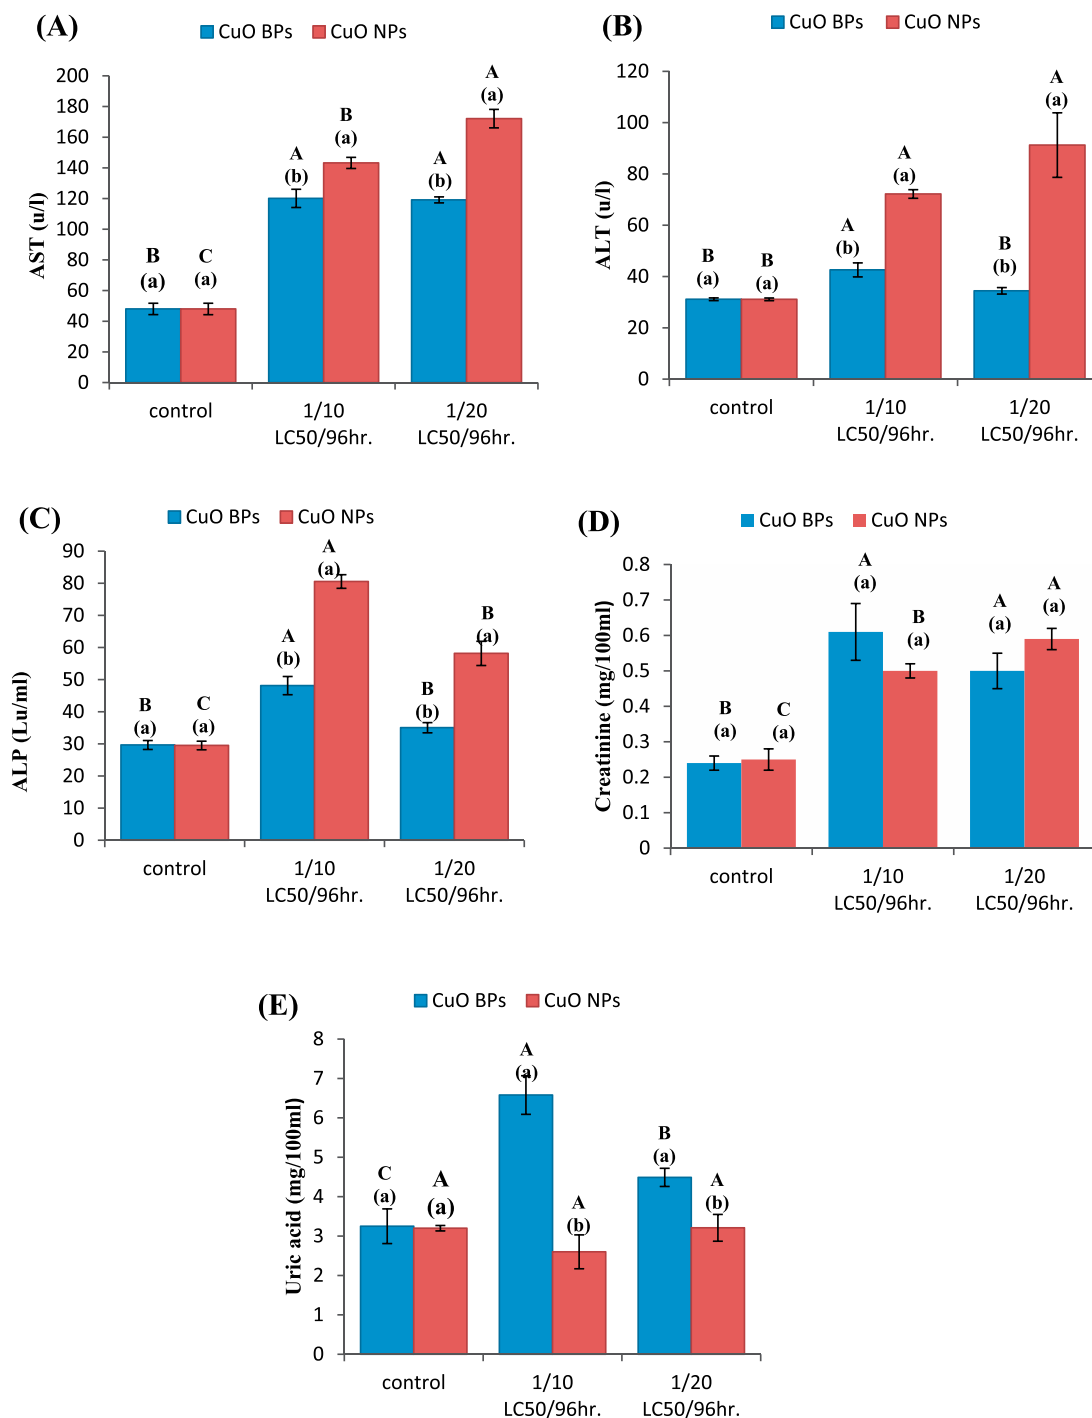 (A)
CuO BPs CuO NPs
AST (u/l)
200
180
160
140
120
100
80
60
40
20
0
B
(a)
C
(a)
A
(b)
B
(a)
A
(b)
A
(a)
control 1/10 1/20
LC50/96hr. LC50/96hr.
(B)
CuO BPs CuO NPs
ALT (u/l)
120
100
80
60
40
20
0
B
(a)
B
(a)
A
(b)
A
(a)
B
(b)
A
(a)
control 1/10 1/20
LC50/96hr. LC50/96hr.
(C)
CuO BPs CuO NPs
ALP (Lu/ml)
90
80
70
60
50
40
30
20
10
0
B
(a)
C
(a)
A
(b)
A
(a)
B
(b)
B
(a)
control 1/10 1/20
LC50/96hr. LC50/96hr.
(D)
CuO BPs CuO NPs
Creatinine (mg/100ml)
0.8
0.7
0.6
0.5
0.4
0.3
0.2
0.1
0
B
(a)
C
(a)
A
(a)
B
(a)
A
(a)
A
(a)
control 1/10 1/20
LC50/96hr. LC50/96hr.
(E)
CuO BPs CuO NPs
Uric acid (mg/100ml)
8
7
6
5
4
3
2
1
0
C
(a)
A
(a)
A
(a)
A
(b)
B
(a)
A
(b)
control 1/10 1/20
LC50/96hr. LC50/96hr.